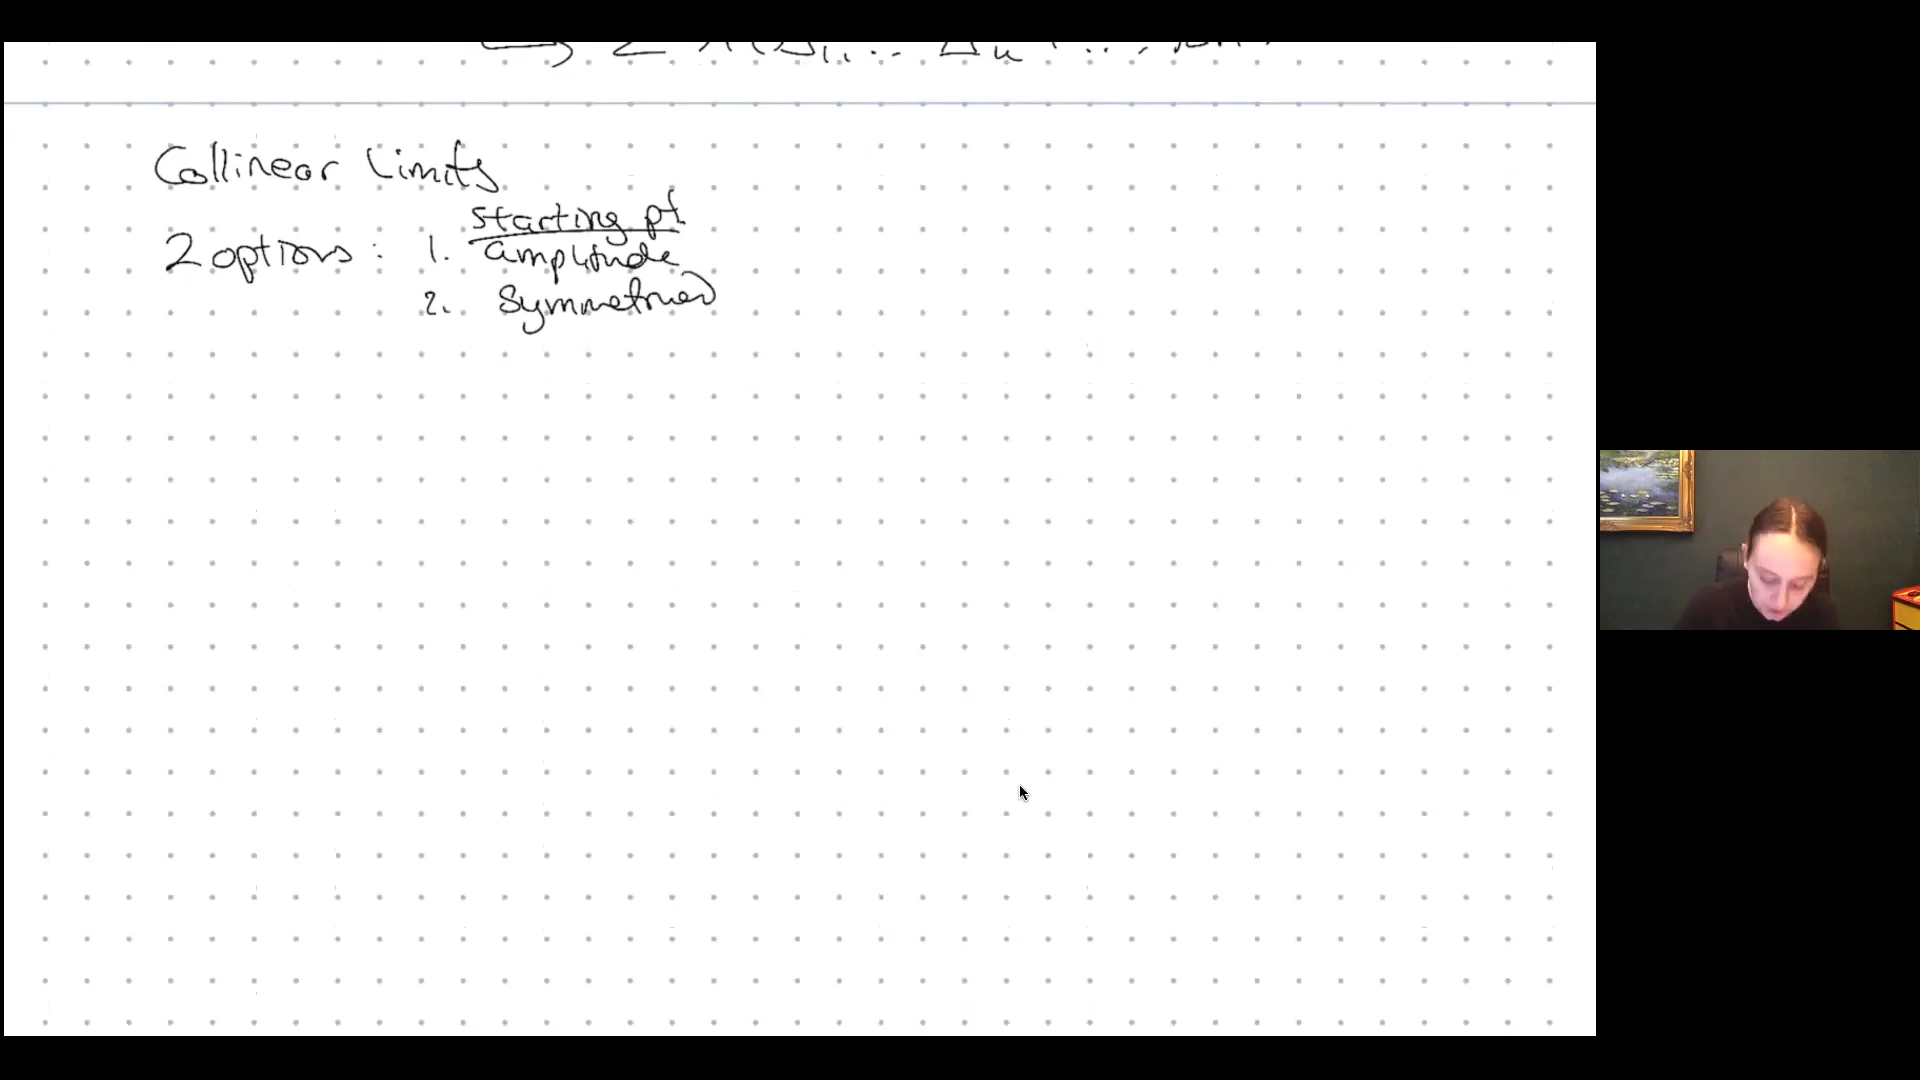 Collinear Limits
starting pt.
2 options : 1. amplitude
2. Symmetries